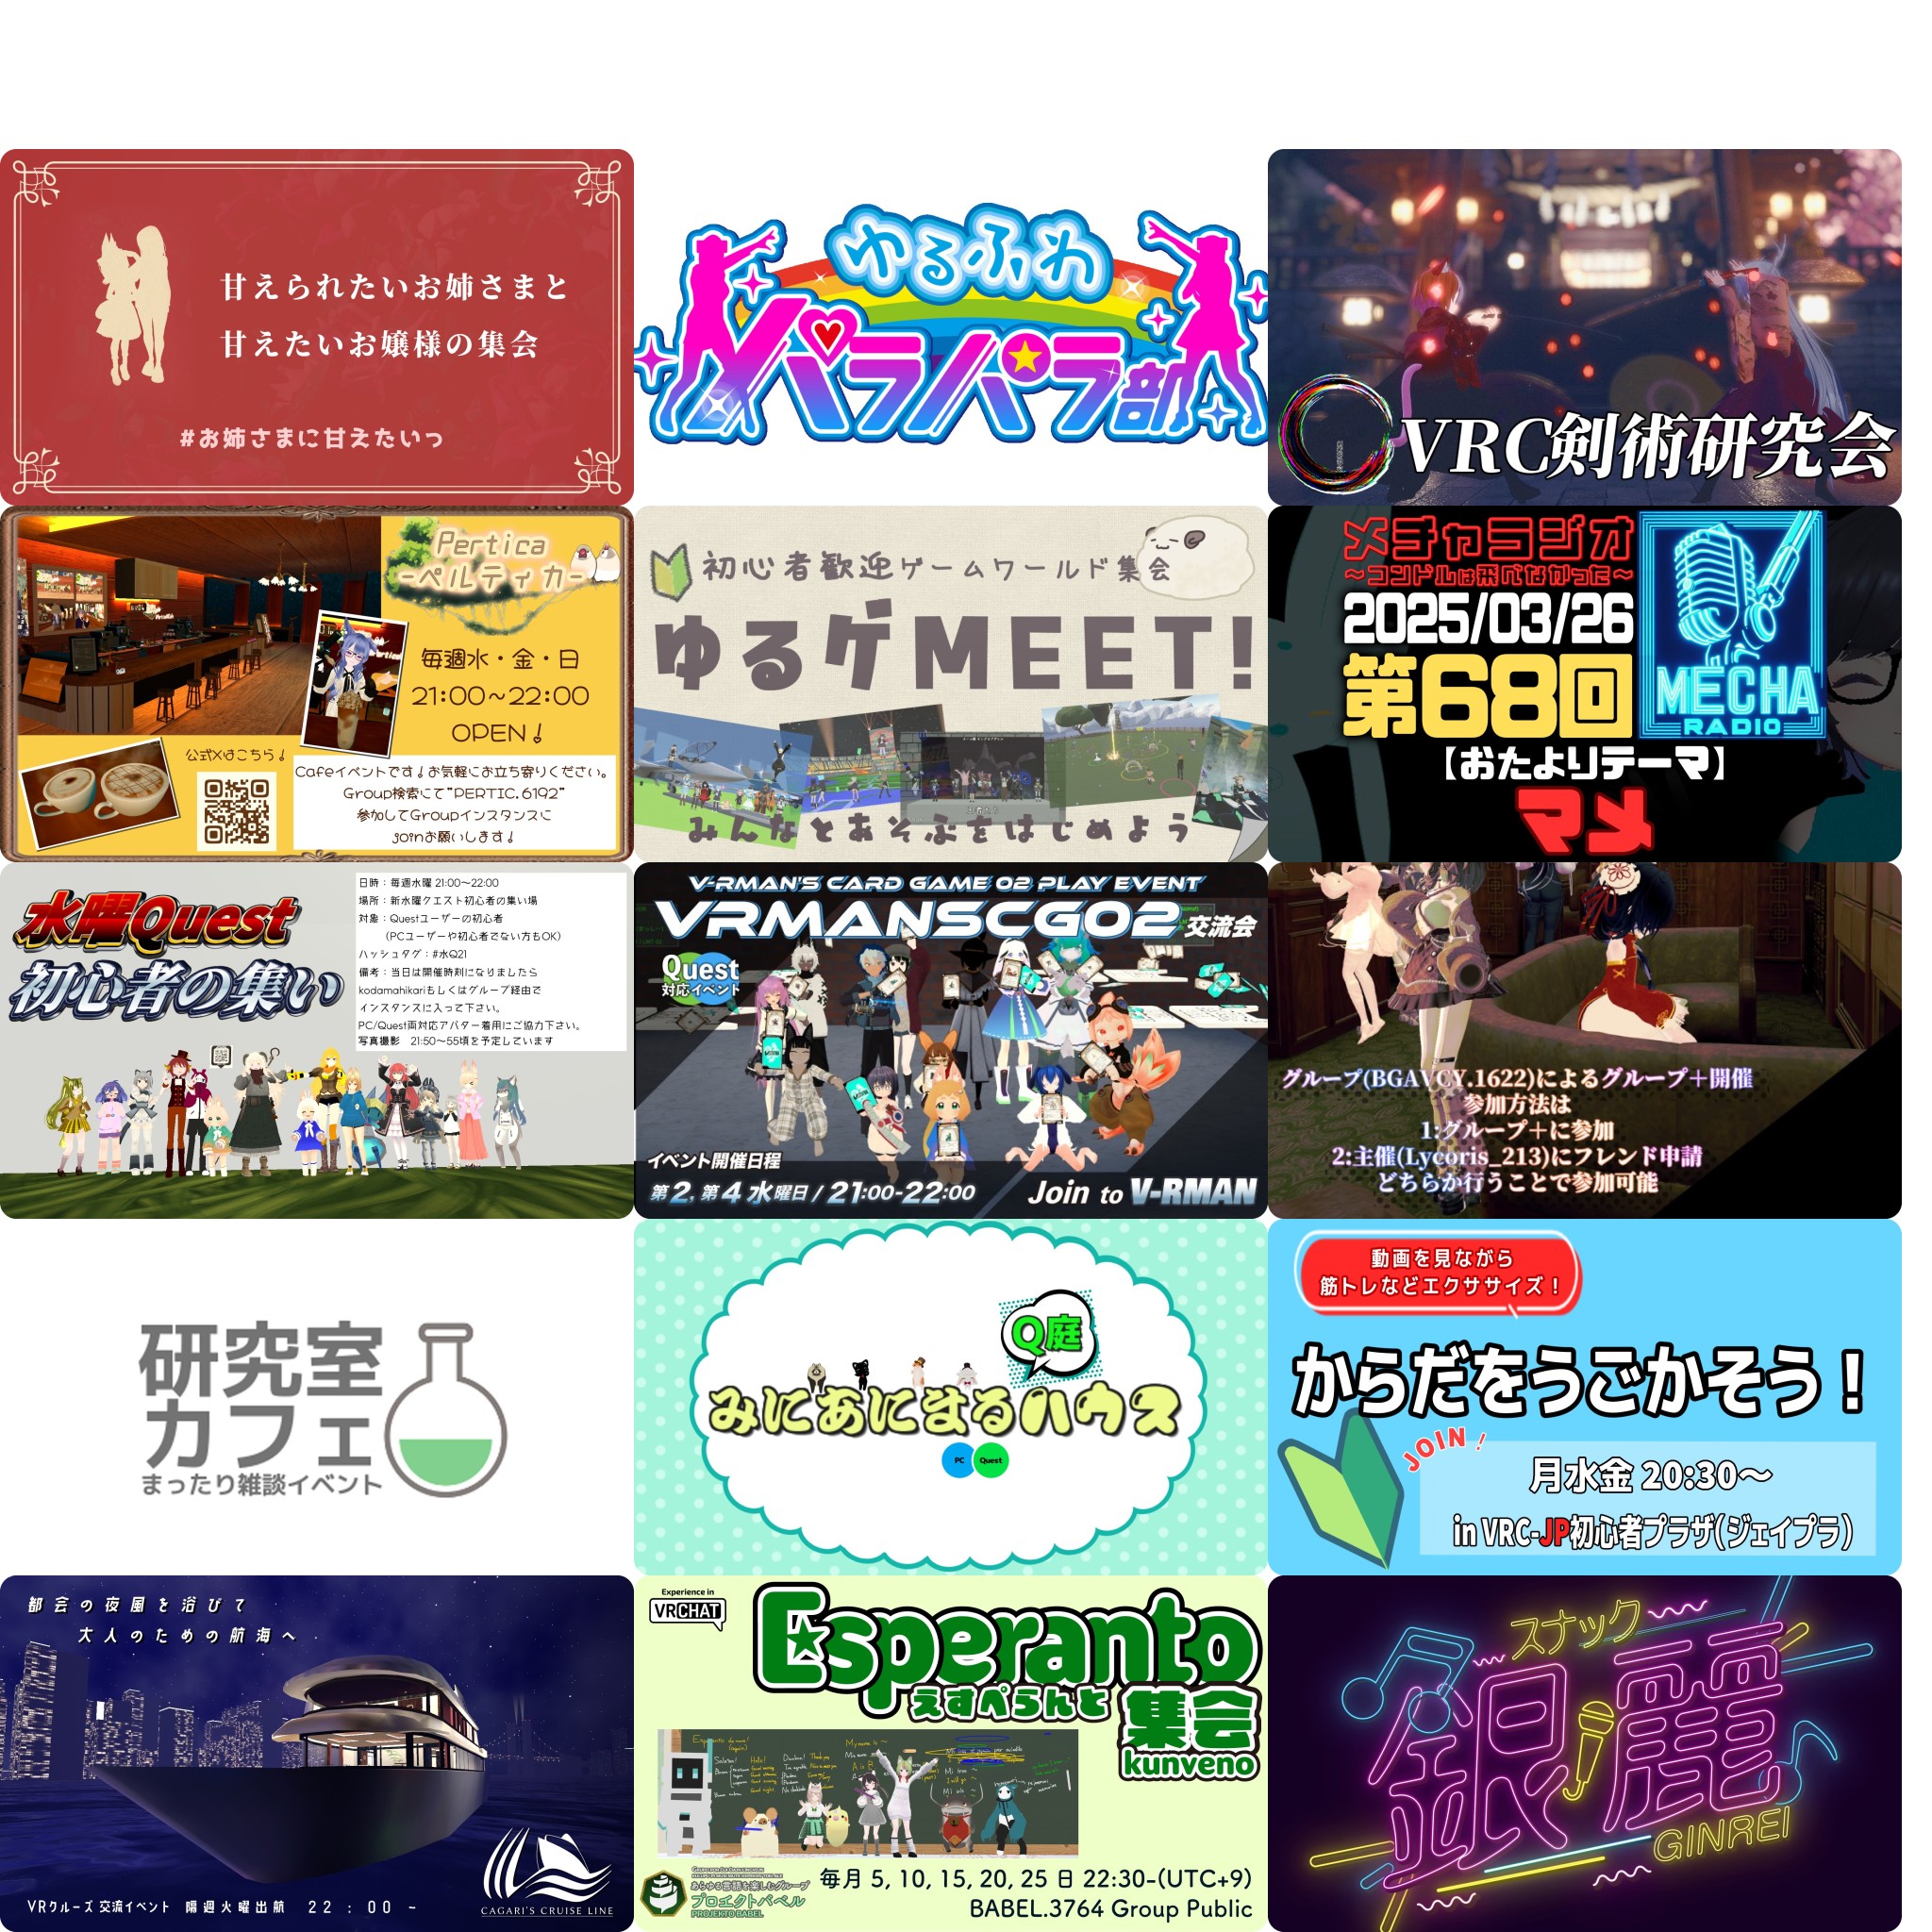 甘えられたいお姉さまと
甘えたいお嬢様の集会
#お姉さまに甘えたいっ
ゆるふわ
パラパラ部
VRC剣術研究会
Pertica
-ペルティカ-
毎週水・金・日
21:00~22:00
OPEN!
公式Xはこちら!
Cafeイベントです!お気軽にお立ち寄りください。
Group検索にて"PERTIC.6192"
参加してGroupインスタンスに
joinお願いします!
初心者歓迎ゲームワールド集会
ゆるゲMEET!
みんなとあそぶをはじめよう
メチャラジオ
~コンドルは飛べなかった~
2025/03/26
第68回
MECHA
RADIO
【おたよりテーマ】
マメ
水曜Quest
初心者の集い
日時:毎週水曜 21:00~22:00
場所:新水曜クエスト初心者の集い場
対象:Questユーザーの初心者
(PCユーザーや初心者でない方もOK)
ハッシュタグ:#水Q21
備考:当日は開催時刻になりましたら
kodamahikariもしくはグループ経由で
インスタンスに入って下さい。
PC/Quest両対応アバター着用にご協力下さい。
写真撮影 21:50~55頃を予定しています
V-RMAN'S CARD GAME 02 PLAY EVENT
VRMANSCG02 交流会
Quest
対応イベント
イベント開催日程
第2, 第4 水曜日 / 21:00-22:00
Join to V-RMAN
グループ(BGAVCY.1622)によるグループ+開催
参加方法は
1:グループ+に参加
2:主催(Lycoris_213)にフレンド申請
どちらか行うことで参加可能
研究室
カフェ
まったり雑談イベント
Q庭
みにあにまるハウス
PC Quest
動画を見ながら
筋トレなどエクササイズ!
からだをうごかそう!
JOIN!
月水金 20:30~
in VRC-JP初心者プラザ(ジェイプラ)
都会の夜風を浴びて
大人のための航海へ
VRクルーズ 交流イベント 隔週火曜出航 22:00 ~
CAGARI'S CRUISE LINE
Experience in
VRCHAT
Esperanto
えすぺらんと 集会
kunveno
あらゆる言語を楽しむグループ
プロエクトバベル
PROJEKTO BABEL
毎月 5, 10, 15, 20, 25 日 22:30-(UTC+9)
BABEL.3764 Group Public
スナック
銀麗
GINREI